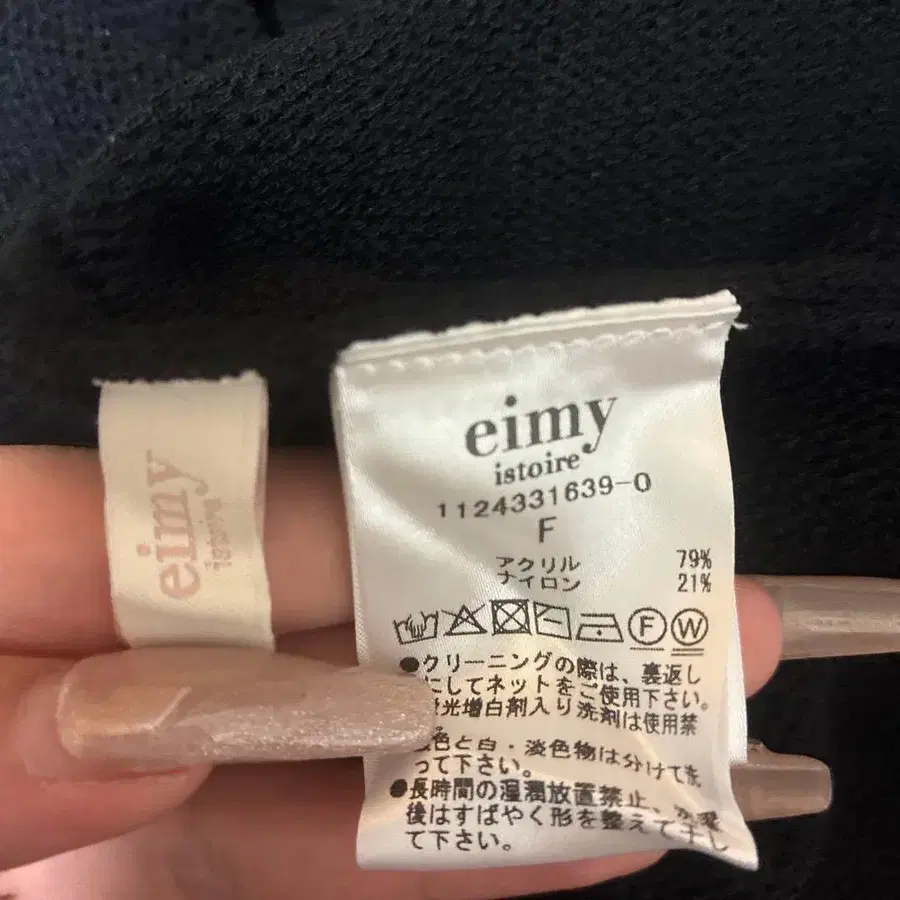 eimy
istoire
eimy
istoire
1124331639-0
F
アクリル 79%
ナイロン 21%
F W
●クリーニングの際は、裏返し
にしてネットをご使用下さい。
光増白剤入り洗剤は使用禁
色と白・淡色物は分けて洗
って下さい。
●長時間の湿潤放置禁止、
後はすばやく形を整えて干し
て下さい。